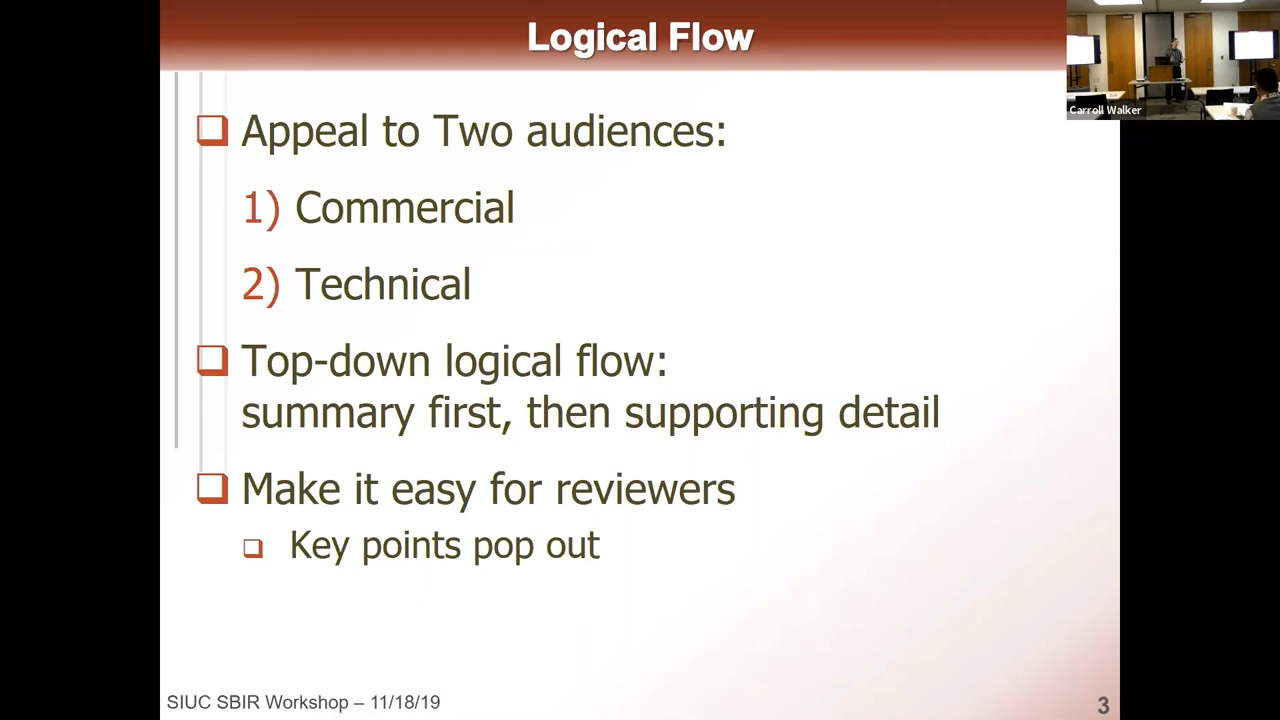 Logical Flow
Carroll Walker
Appeal to Two audiences:
1) Commercial
2) Technical
Top-down logical flow:
summary first, then supporting detail
Make it easy for reviewers
Key points pop out
SIUC SBIR Workshop – 11/18/19
3